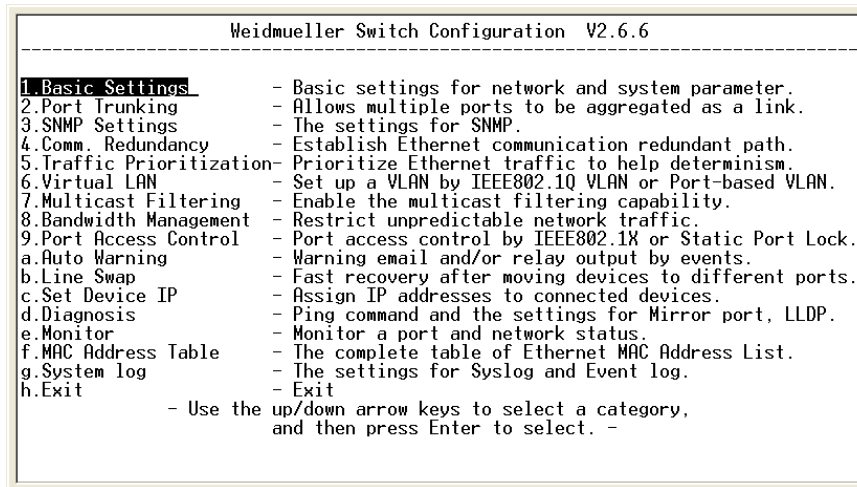 Weidmueller Switch Configuration V2.6.6
1.Basic Settings - Basic settings for network and system parameter.
2.Port Trunking - Allows multiple ports to be aggregated as a link.
3.SNMP Settings - The settings for SNMP.
4.Comm. Redundancy - Establish Ethernet communication redundant path.
5.Traffic Prioritization- Prioritize Ethernet traffic to help determinism.
6.Virtual LAN - Set up a VLAN by IEEE802.1Q VLAN or Port-based VLAN.
7.Multicast Filtering - Enable the multicast filtering capability.
8.Bandwidth Management - Restrict unpredictable network traffic.
9.Port Access Control - Port access control by IEEE802.1X or Static Port Lock.
a.Auto Warning - Warning email and/or relay output by events.
b.Line Swap - Fast recovery after moving devices to different ports.
c.Set Device IP - Assign IP addresses to connected devices.
d.Diagnosis - Ping command and the settings for Mirror port, LLDP.
e.Monitor - Monitor a port and network status.
f.MAC Address Table - The complete table of Ethernet MAC Address List.
g.System log - The settings for Syslog and Event log.
h.Exit - Exit
- Use the up/down arrow keys to select a category,
and then press Enter to select. -